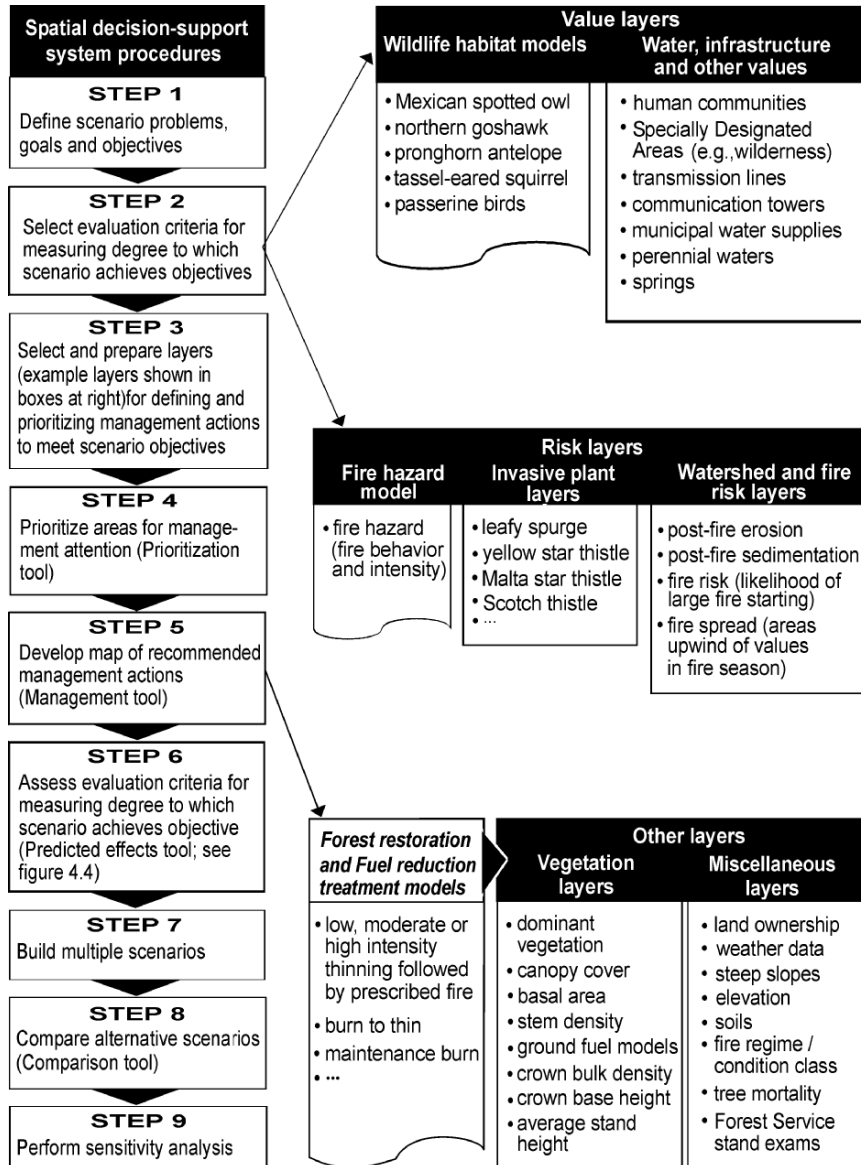 Spatial decision-support
system procedures
STEP 1
Define scenario problems,
goals and objectives
STEP 2
Select evaluation criteria for
measuring degree to which
scenario achieves objectives
STEP 3
Select and prepare layers
(example layers shown in
boxes at right)for defining and
prioritizing management actions
to meet scenario objectives
STEP 4
Prioritize areas for manage-
ment attention (Prioritization
tool)
STEP 5
Develop map of recommended
management actions
(Management tool)
STEP 6
Assess evaluation criteria for
measuring degree to which
scenario achieves objective
(Predicted effects tool; see
figure 4.4)
STEP 7
Build multiple scenarios
STEP 8
Compare alternative scenarios
(Comparison tool)
STEP 9
Perform sensitivity analysis
Value layers
Wildlife habitat models
• Mexican spotted owl
• northern goshawk
• pronghorn antelope
• tassel-eared squirrel
• passerine birds
Water, infrastructure
and other values
• human communities
• Specially Designated
Areas (e.g.,wilderness)
• transmission lines
• communication towers
• municipal water supplies
• perennial waters
• springs
Risk layers
Fire hazard
model
• fire hazard
(fire behavior
and intensity)
Invasive plant
layers
• leafy spurge
• yellow star thistle
• Malta star thistle
• Scotch thistle
• ...
Watershed and fire
risk layers
• post-fire erosion
• post-fire sedimentation
• fire risk (likelihood of
large fire starting)
• fire spread (areas
upwind of values
in fire season)
Forest restoration
and Fuel reduction
treatment models
• low, moderate or
high intensity
thinning followed
by prescribed fire
• burn to thin
• maintenance burn
• ...
Other layers
Vegetation
layers
• dominant
vegetation
• canopy cover
• basal area
• stem density
• ground fuel models
• crown bulk density
• crown base height
• average stand
height
Miscellaneous
layers
• land ownership
• weather data
• steep slopes
• elevation
• soils
• fire regime /
condition class
• tree mortality
• Forest Service
stand exams